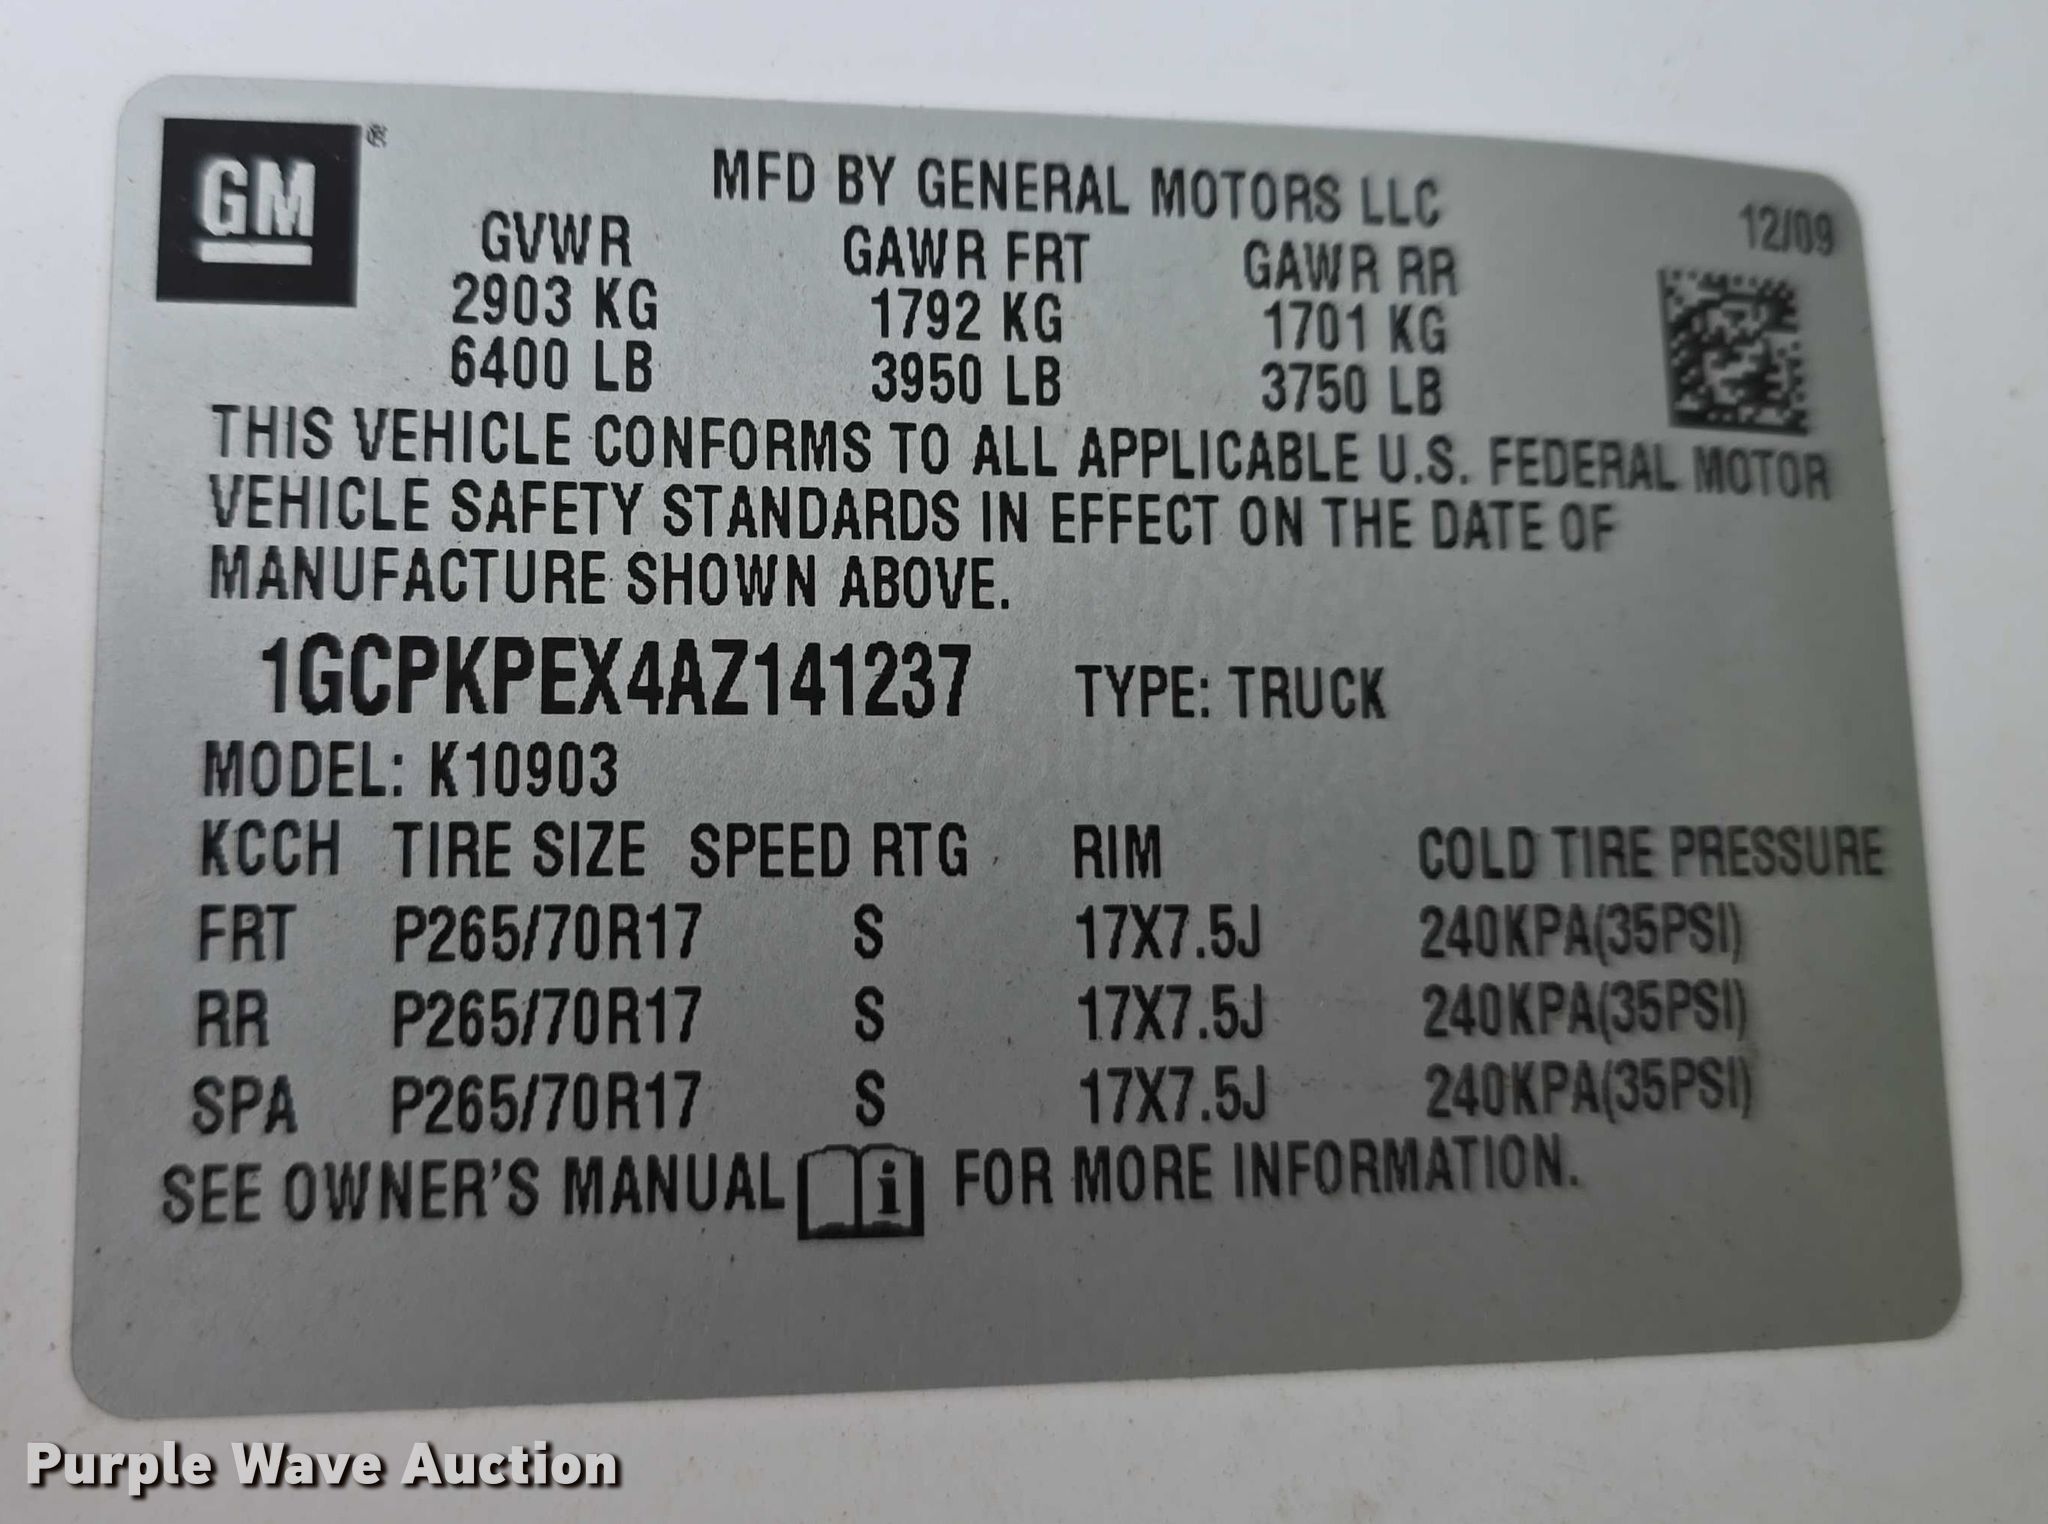 GM
MFD BY GENERAL MOTORS LLC
12/09
GVWR GAWR FRT GAWR RR
2903 KG 1792 KG 1701 KG
6400 LB 3950 LB 3750 LB
THIS VEHICLE CONFORMS TO ALL APPLICABLE U.S. FEDERAL MOTOR
VEHICLE SAFETY STANDARDS IN EFFECT ON THE DATE OF
MANUFACTURE SHOWN ABOVE.
1GCPKPEX4AZ141237 TYPE: TRUCK
MODEL: K10903
KCCH TIRE SIZE SPEED RTG RIM COLD TIRE PRESSURE
FRT P265/70R17 S 17X7.5J 240KPA(35PSI)
RR P265/70R17 S 17X7.5J 240KPA(35PSI)
SPA P265/70R17 S 17X7.5J 240KPA(35PSI)
SEE OWNER'S MANUAL i FOR MORE INFORMATION.
Purple Wave Auction